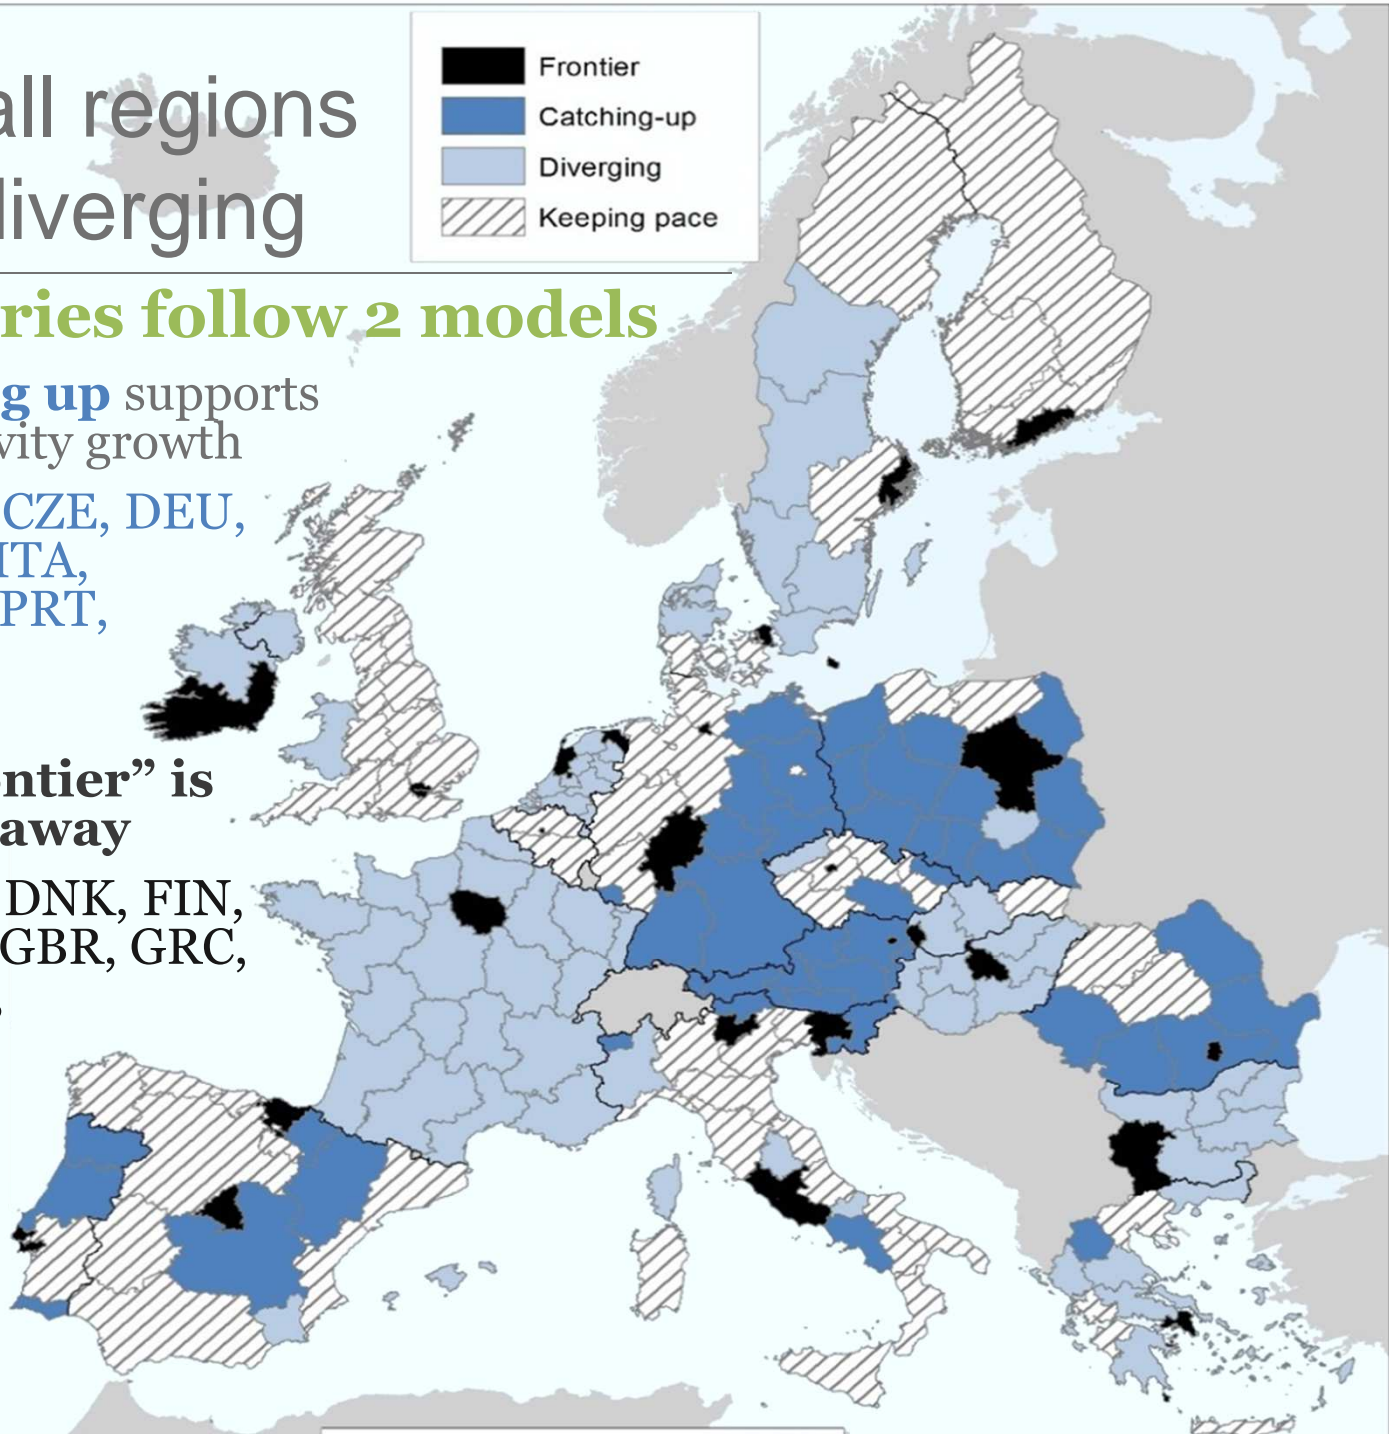 all regions
diverging
Frontier
Catching-up
Diverging
Keeping pace
ries follow 2 models
g up supports
vity growth
CZE, DEU,
ITA,
PRT,
ntier” is
away
DNK, FIN,
GBR, GRC,
,